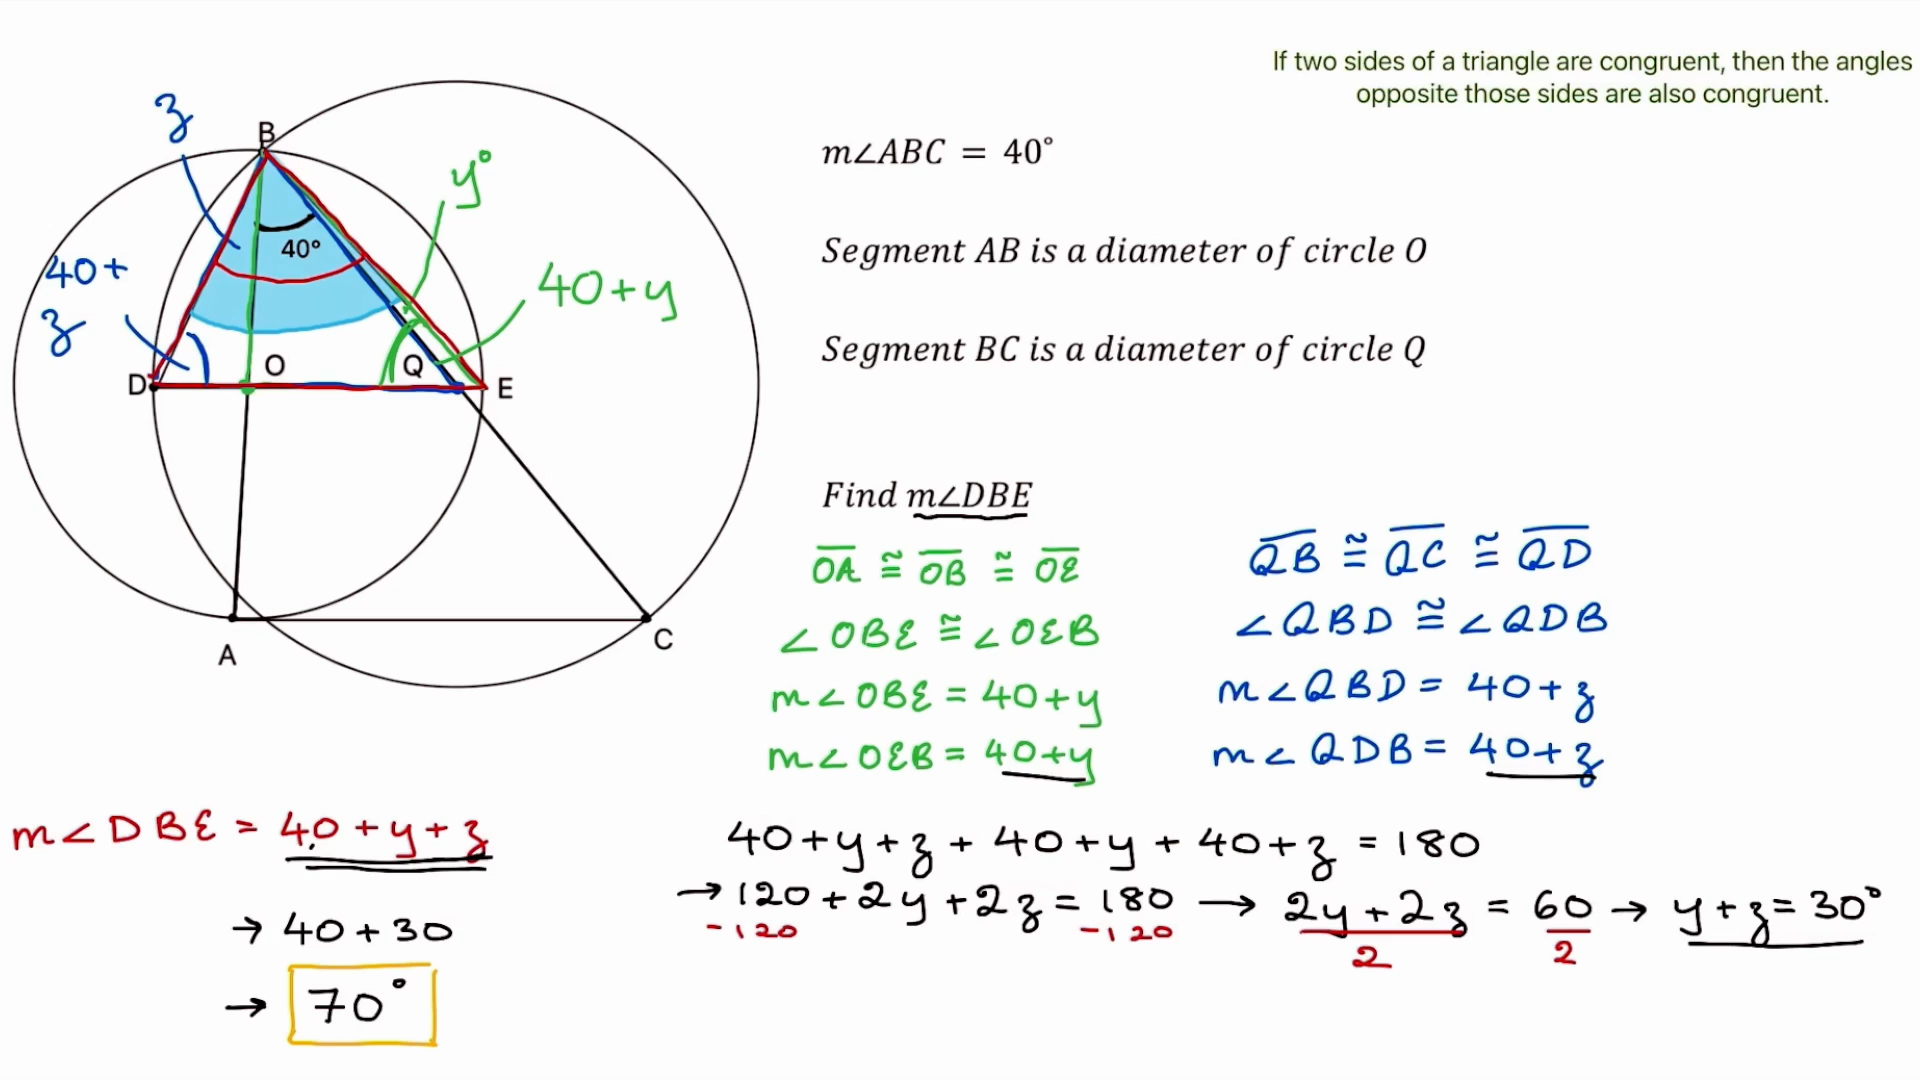 If two sides of a triangle are congruent, then the angles
opposite those sides are also congruent.
z
B
y°
m∠ABC = 40°
40°
40+
z
40+y
Segment AB is a diameter of circle O
Segment BC is a diameter of circle Q
D
O
Q
E
A
C
Find m∠DBE
OA ≅ OB ≅ OE
∠OBE ≅ ∠OEB
m∠OBE = 40+y
m∠OEB = 40+y
QB ≅ QC ≅ QD
∠QBD ≅ ∠QDB
m∠QBD = 40+z
m∠QDB = 40+z
m∠DBE = 40+y+z
→ 40+30
→ 70°
40+y+z + 40+y + 40+z = 180
→ 120+2y+2z = 180 → 2y+2z = 60 → y+z = 30°
-120 -120 2 2